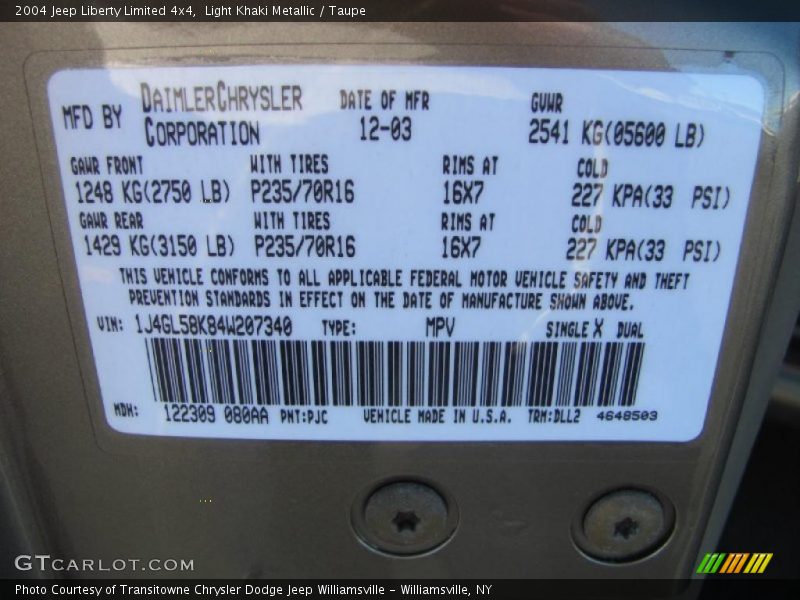 2004 Jeep Liberty Limited 4x4, Light Khaki Metallic / Taupe
MFD BY DAIMLERCHRYSLER CORPORATION DATE OF MFR 12-03 GVWR 2541 KG(05600 LB)
GAWR FRONT WITH TIRES RIMS AT COLD
1248 KG(2750 LB) P235/70R16 16X7 227 KPA(33 PSI)
GAWR REAR WITH TIRES RIMS AT COLD
1429 KG(3150 LB) P235/70R16 16X7 227 KPA(33 PSI)
THIS VEHICLE CONFORMS TO ALL APPLICABLE FEDERAL MOTOR VEHICLE SAFETY AND THEFT
PREVENTION STANDARDS IN EFFECT ON THE DATE OF MANUFACTURE SHOWN ABOVE.
VIN: 1J4GL58K84W207340 TYPE: MPV SINGLE X DUAL
MDH: 122309 080AA PNT:PJC VEHICLE MADE IN U.S.A. TRM:DLL2 4648503
GTCARLOT.COM
Photo Courtesy of Transitowne Chrysler Dodge Jeep Williamsville – Williamsville, NY